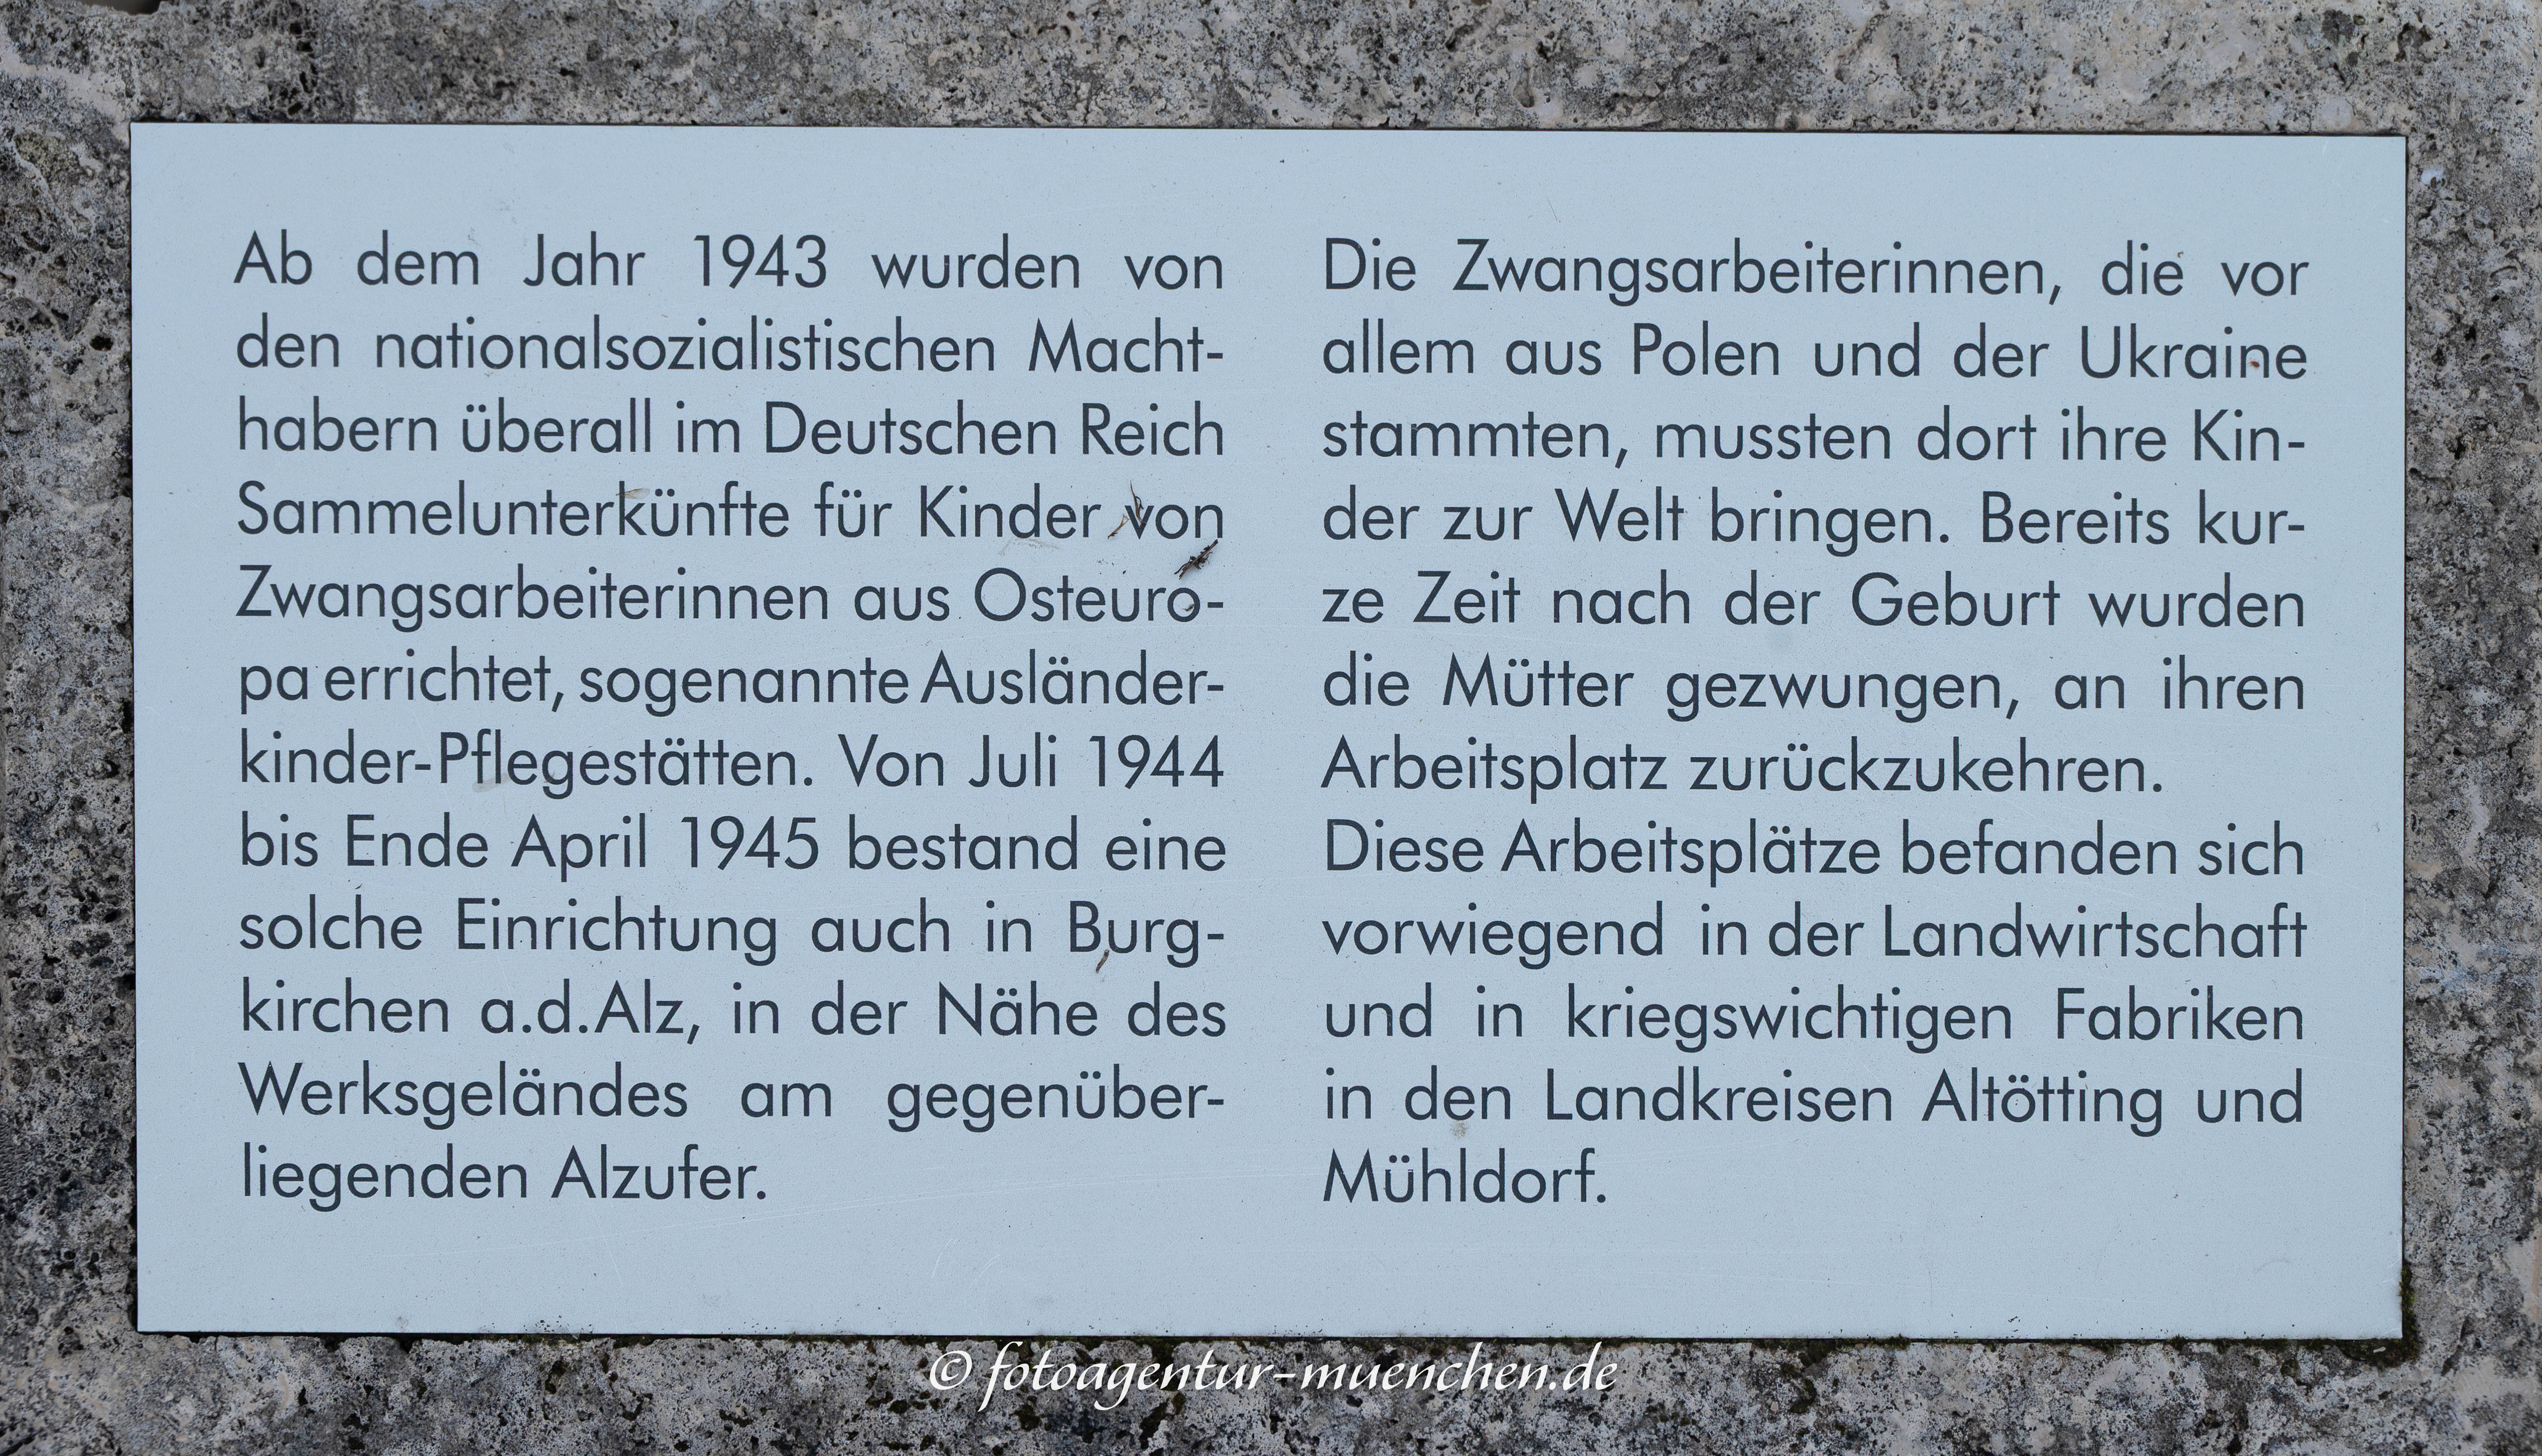 Ab dem Jahr 1943 wurden von
den nationalsozialistischen Macht-
habern überall im Deutschen Reich
Sammelunterkünfte für Kinder von
Zwangsarbeiterinnen aus Osteuro-
pa errichtet, sogenannte Ausländer-
kinder-Pflegestätten. Von Juli 1944
bis Ende April 1945 bestand eine
solche Einrichtung auch in Burg-
kirchen a.d.Alz, in der Nähe des
Werksgeländes am gegenüber-
liegenden Alzufer.
Die Zwangsarbeiterinnen, die vor
allem aus Polen und der Ukraine
stammten, mussten dort ihre Kin-
der zur Welt bringen. Bereits kur-
ze Zeit nach der Geburt wurden
die Mütter gezwungen, an ihren
Arbeitsplatz zurückzukehren.
Diese Arbeitsplätze befanden sich
vorwiegend in der Landwirtschaft
und in kriegswichtigen Fabriken
in den Landkreisen Altötting und
Mühldorf.
© fotoagentur-muenchen.de